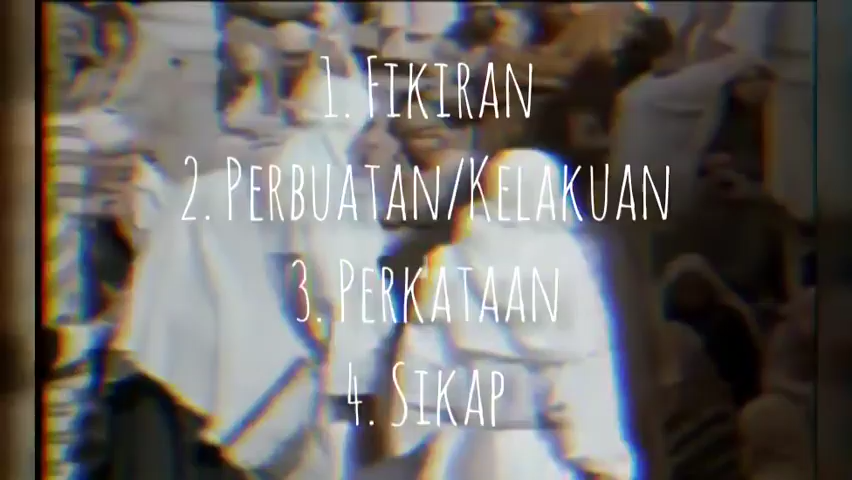 1. Fikiran
2. Perbuatan/Kelakuan
3. Perkataan
4. Sikap